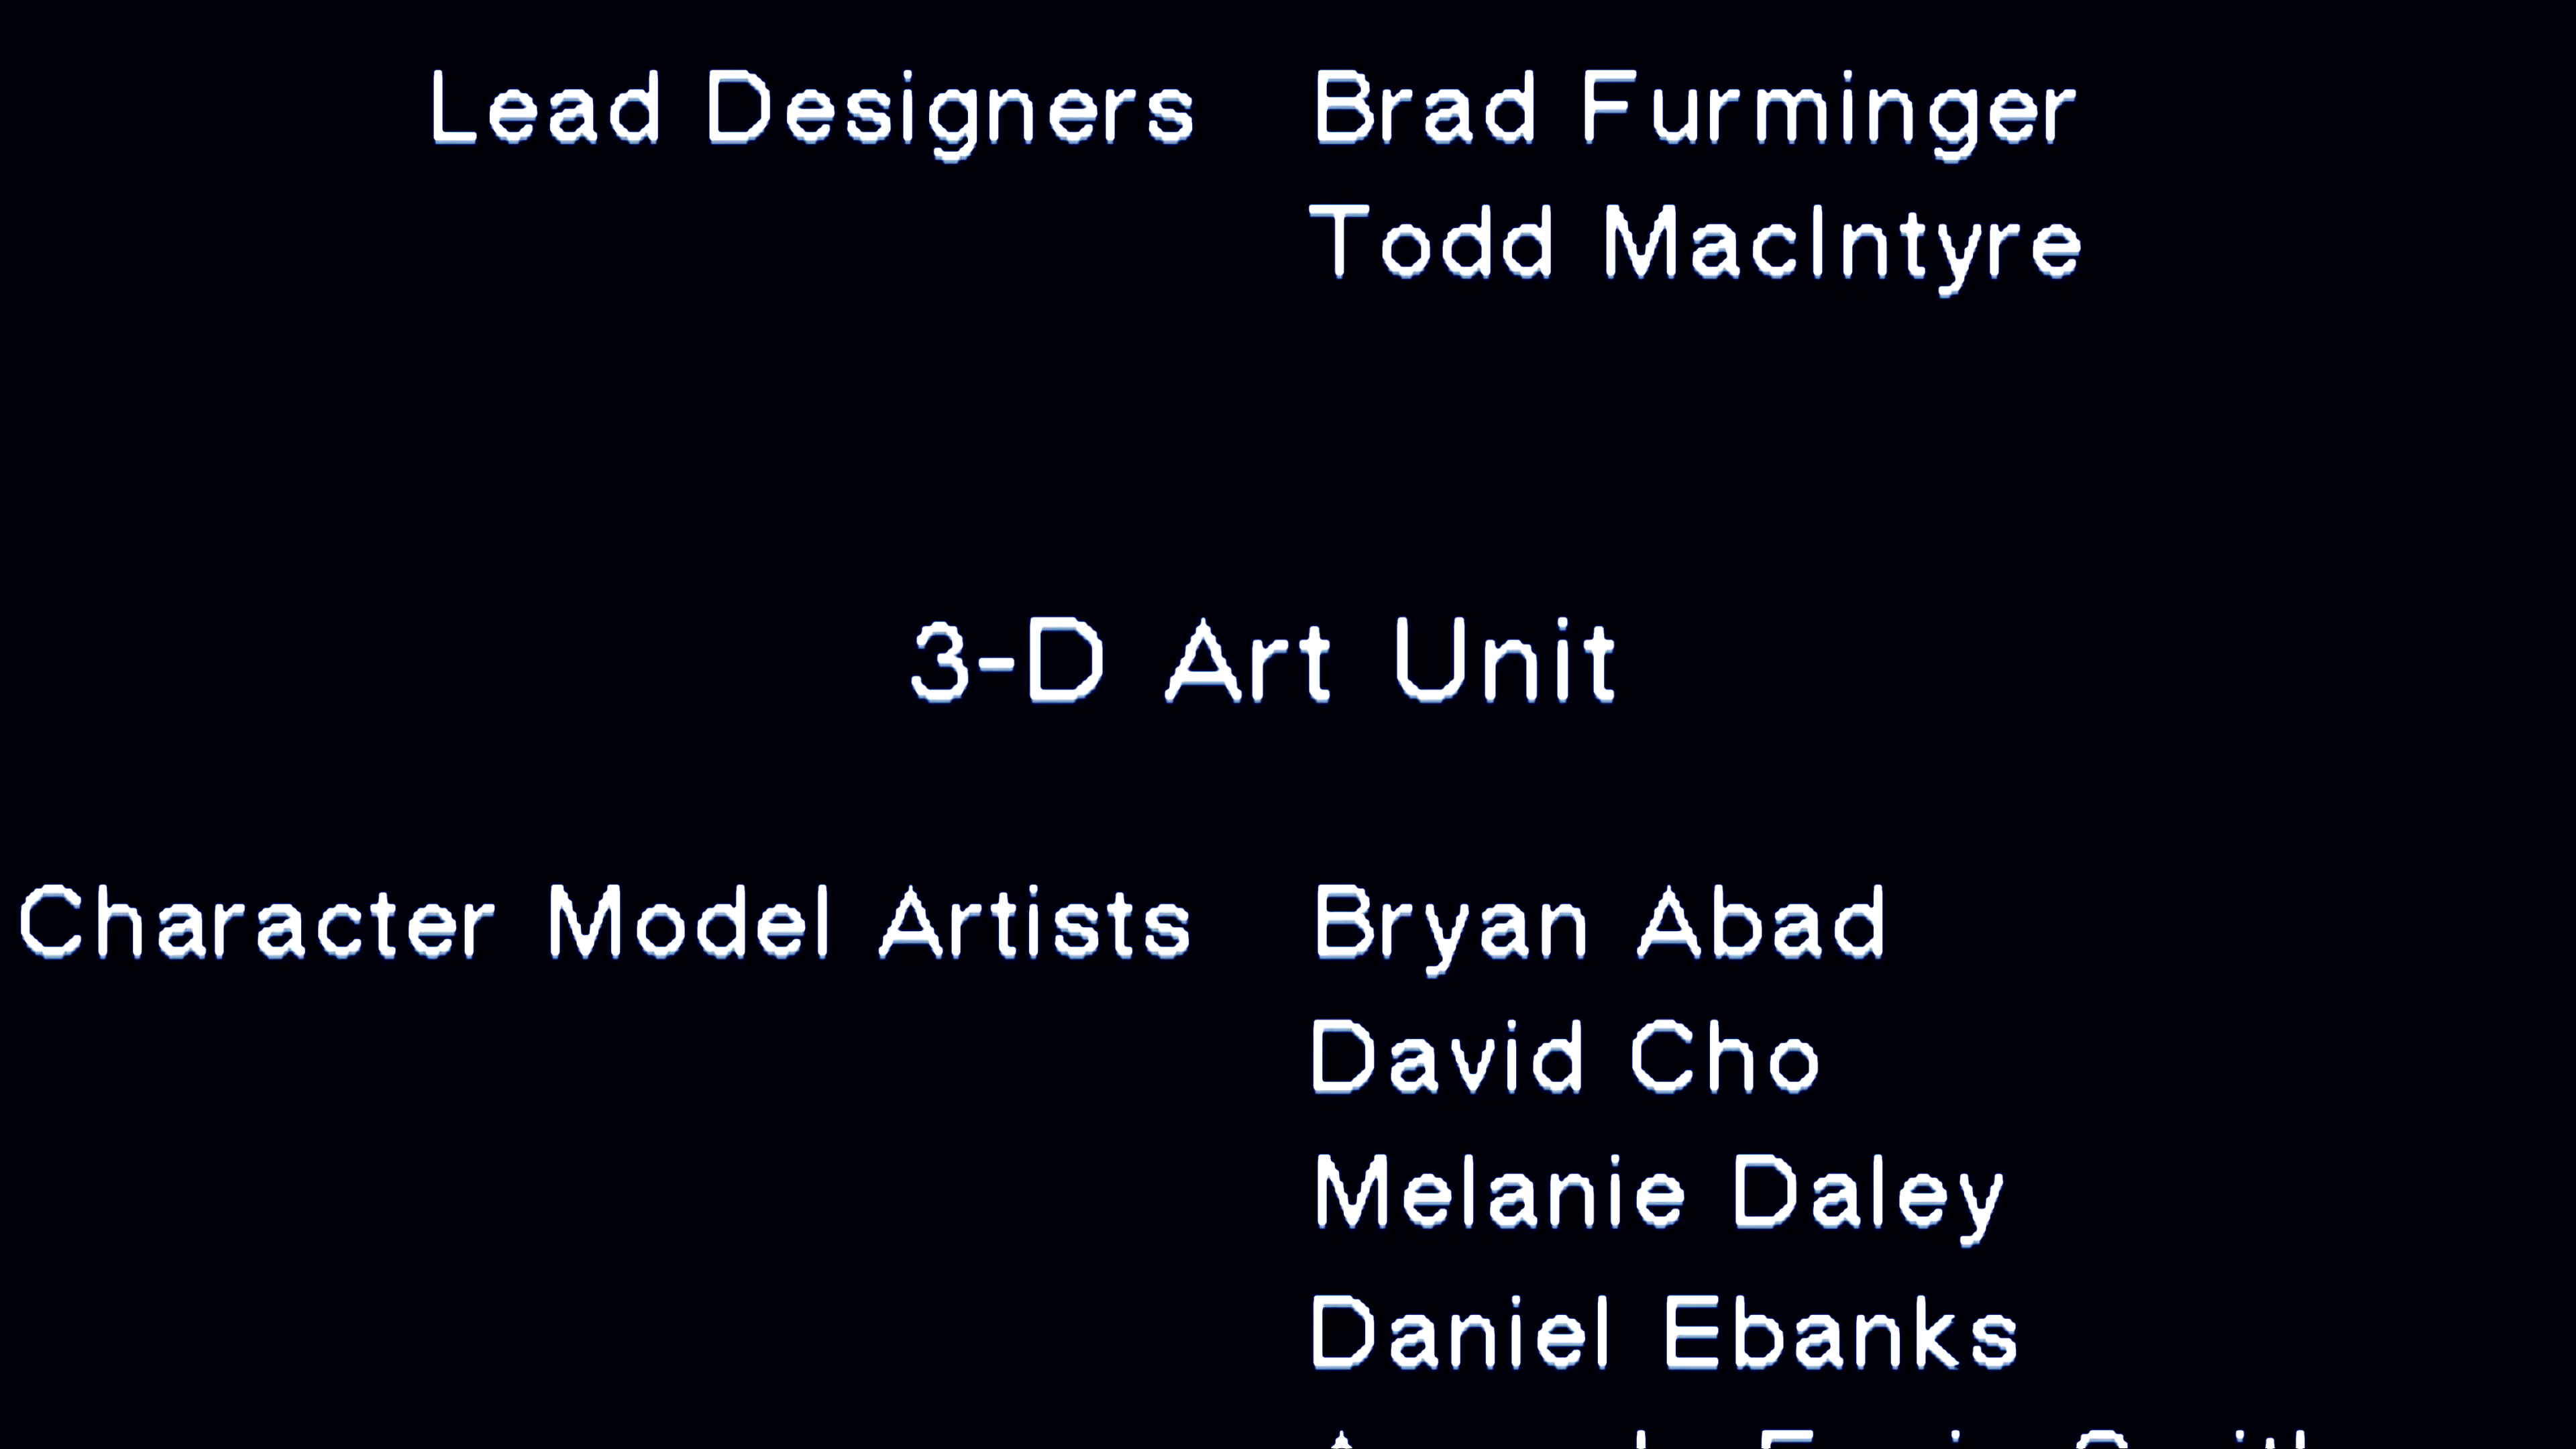 Lead Designers Brad Furminger
Todd MacIntyre
3-D Art Unit
Character Model Artists Bryan Abad
David Cho
Melanie Daley
Daniel Ebanks